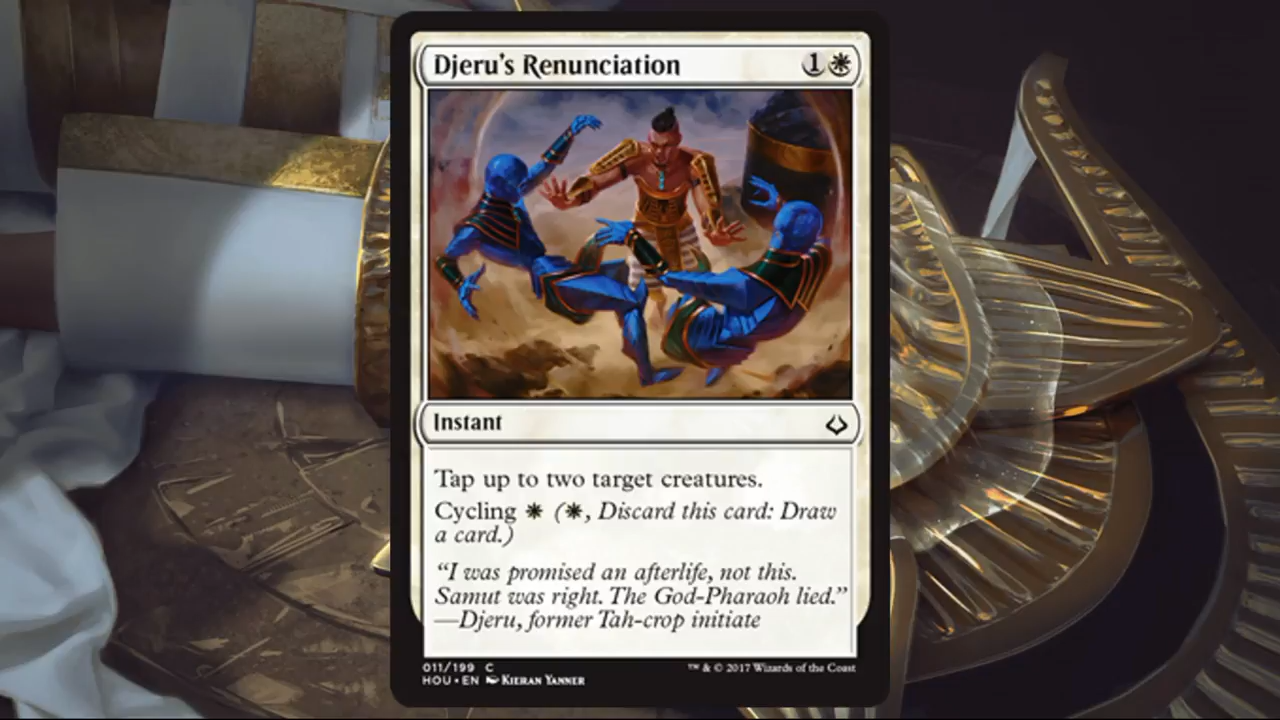 Djeru's Renunciation 1
Instant
Tap up to two target creatures.
Cycling (, Discard this card: Draw
a card.)
"I was promised an afterlife, not this.
Samut was right. The God-Pharaoh lied."
—Djeru, former Tah-crop initiate
011/199 C
™ & © 2017 Wizards of the Coast
HOU • EN Kieran Yanner